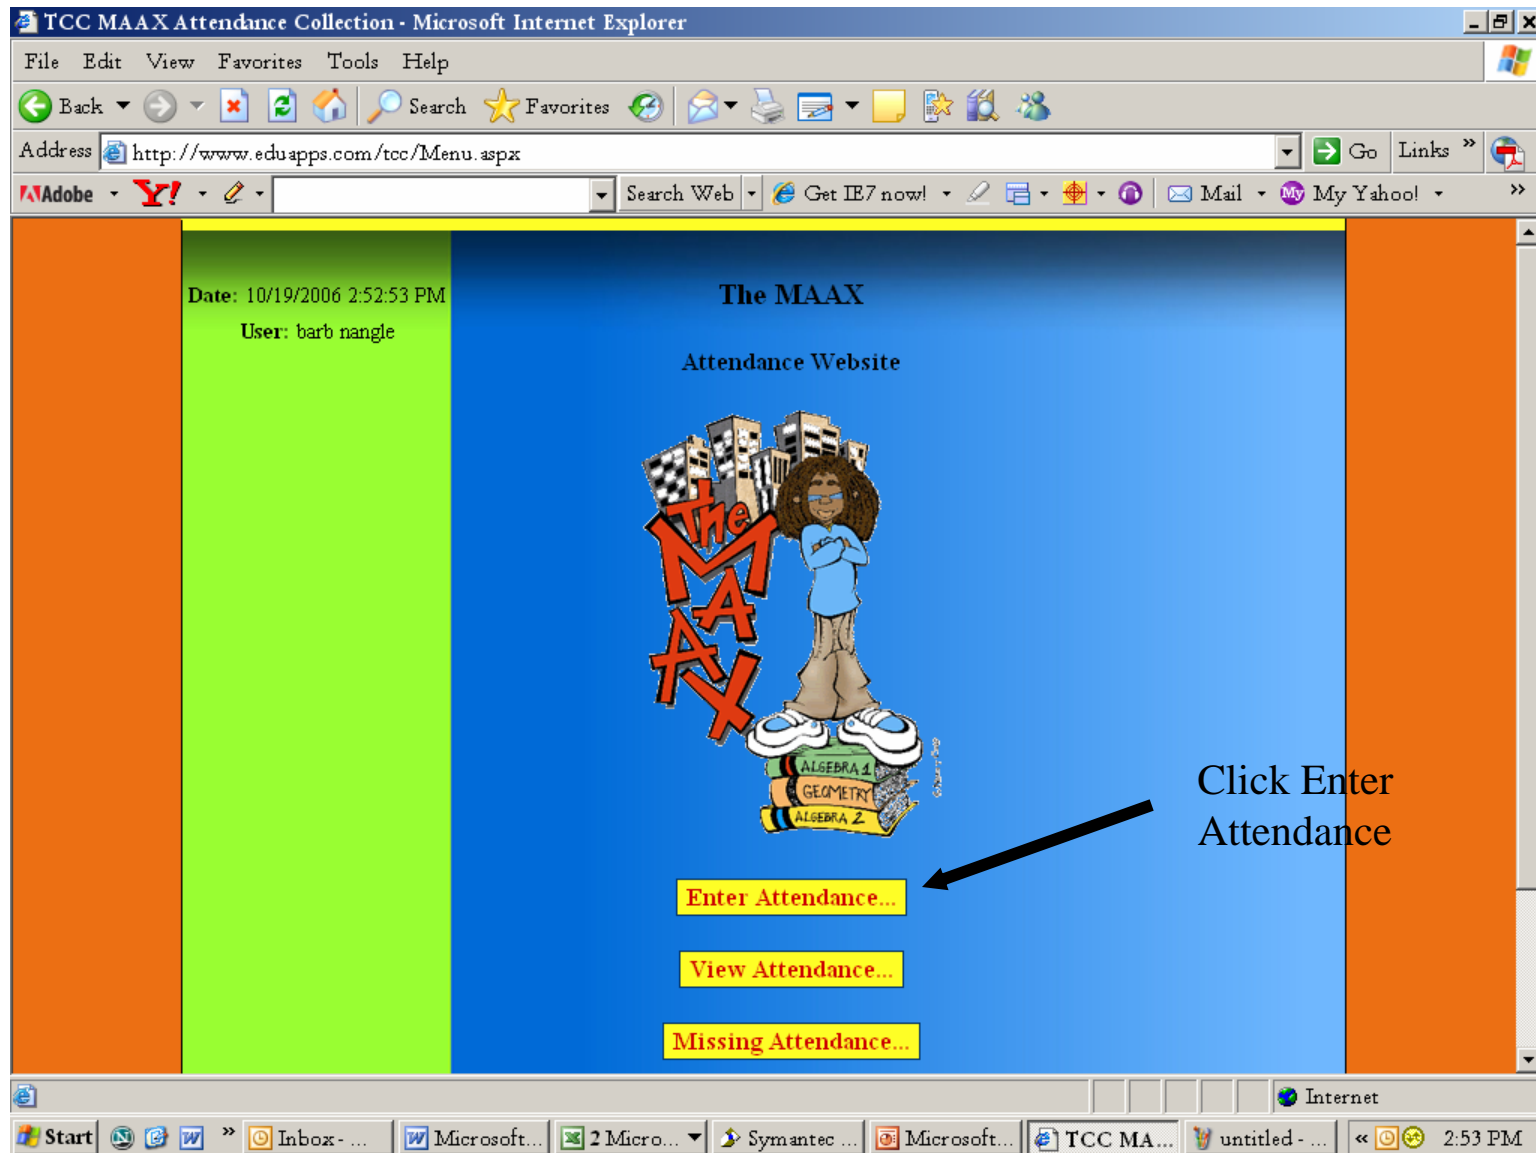 TCC MAAX Attendance Collection - Microsoft Internet Explorer
File Edit View Favorites Tools Help
Back Search Favorites
Address http://www.eduapps.com/tcc/Menu.aspx Go Links »
Adobe Y! Search Web Get IE7 now! Mail My My Yahoo! »
Date: 10/19/2006 2:52:53 PM
User: barb nangle
The MAAX
Attendance Website
The
MAAX
ALGEBRA 1
GEOMETRY
ALGEBRA 2
Click Enter
Attendance
Enter Attendance...
View Attendance...
Missing Attendance...
Internet
Start » Inbox - ... Microsoft... 2 Micro... Symantec ... Microsoft... TCC MA... untitled - ... « 2:53 PM